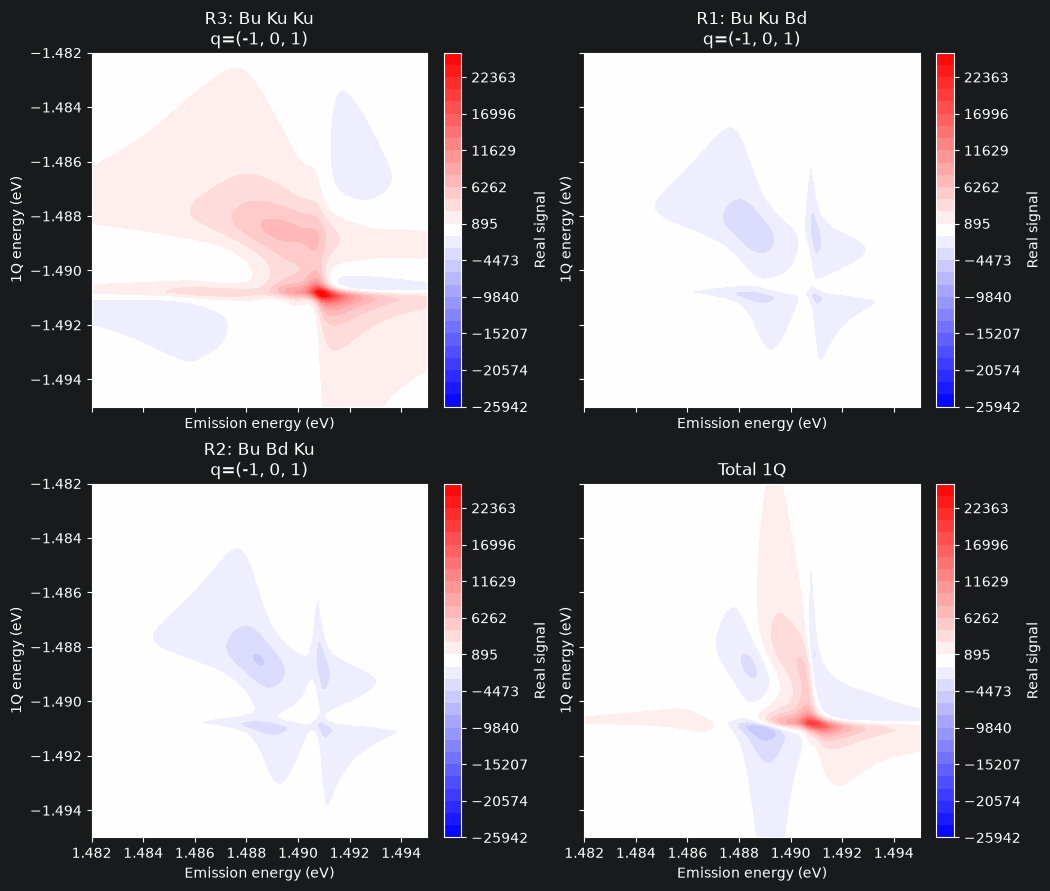 R3: Bu Ku Ku
q=(-1, 0, 1)
−1.482
−1.484
−1.486
−1.488
−1.490
−1.492
−1.494
1Q energy (eV)
Emission energy (eV)
22363
16996
11629
6262
895
−4473
−9840
−15207
−20574
−25942
Real signal
R1: Bu Ku Bd
q=(-1, 0, 1)
1Q energy (eV)
Emission energy (eV)
22363
16996
11629
6262
895
−4473
−9840
−15207
−20574
−25942
Real signal
R2: Bu Bd Ku
q=(-1, 0, 1)
−1.482
−1.484
−1.486
−1.488
−1.490
−1.492
−1.494
1Q energy (eV)
1.482 1.484 1.486 1.488 1.490 1.492 1.494
Emission energy (eV)
22363
16996
11629
6262
895
−4473
−9840
−15207
−20574
−25942
Real signal
Total 1Q
1Q energy (eV)
1.482 1.484 1.486 1.488 1.490 1.492 1.494
Emission energy (eV)
22363
16996
11629
6262
895
−4473
−9840
−15207
−20574
−25942
Real signal